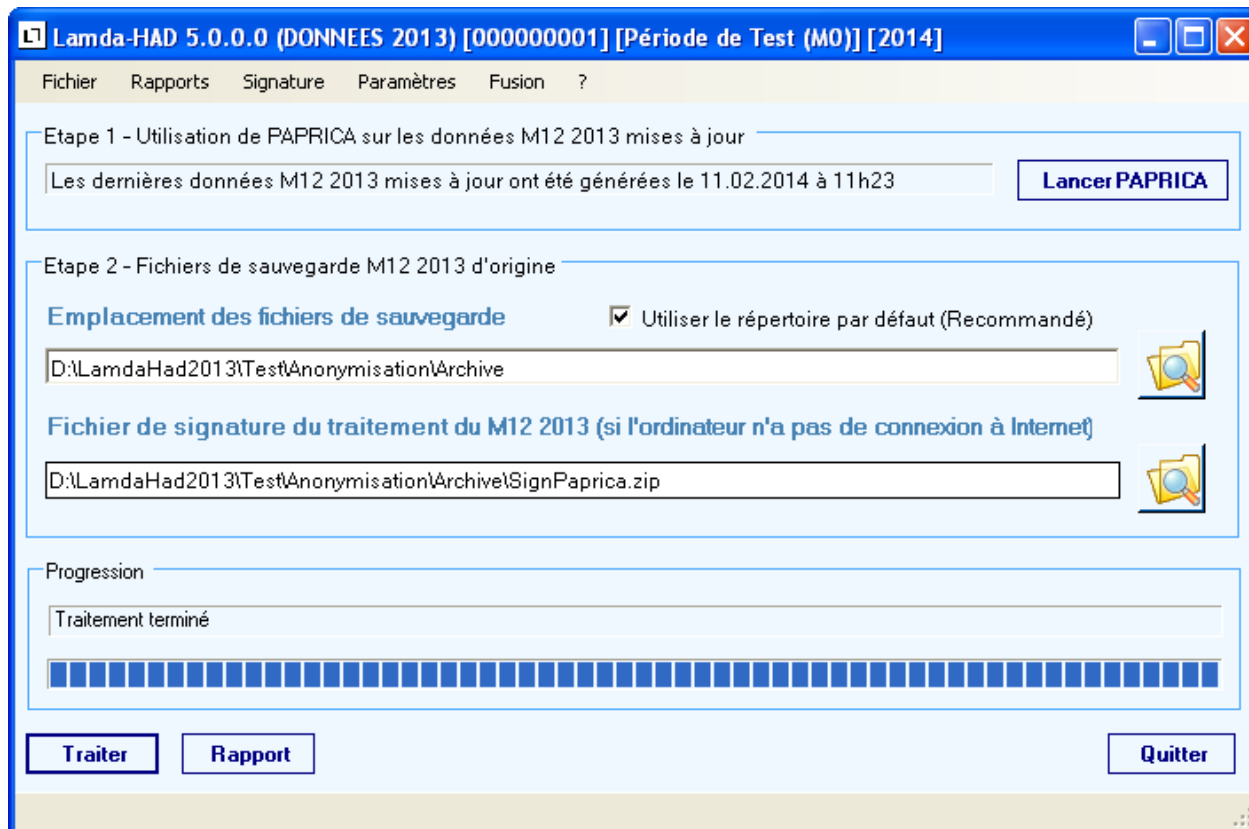 Lamda-HAD 5.0.0.0 (DONNEES 2013) [000000001] [Période de Test (M0)] [2014]
Fichier Rapports Signature Paramètres Fusion ?
Etape 1 - Utilisation de PAPRICA sur les données M12 2013 mises à jour
Les dernières données M12 2013 mises à jour ont été générées le 11.02.2014 à 11h23 Lancer PAPRICA
Etape 2 - Fichiers de sauvegarde M12 2013 d'origine
Emplacement des fichiers de sauvegarde Utiliser le répertoire par défaut (Recommandé)
D:\LamdaHad2013\Test\Anonymisation\Archive
Fichier de signature du traitement du M12 2013 (si l'ordinateur n'a pas de connexion à Internet)
D:\LamdaHad2013\Test\Anonymisation\Archive\SignPaprica.zip
Progression
Traitement terminé
Traiter Rapport Quitter